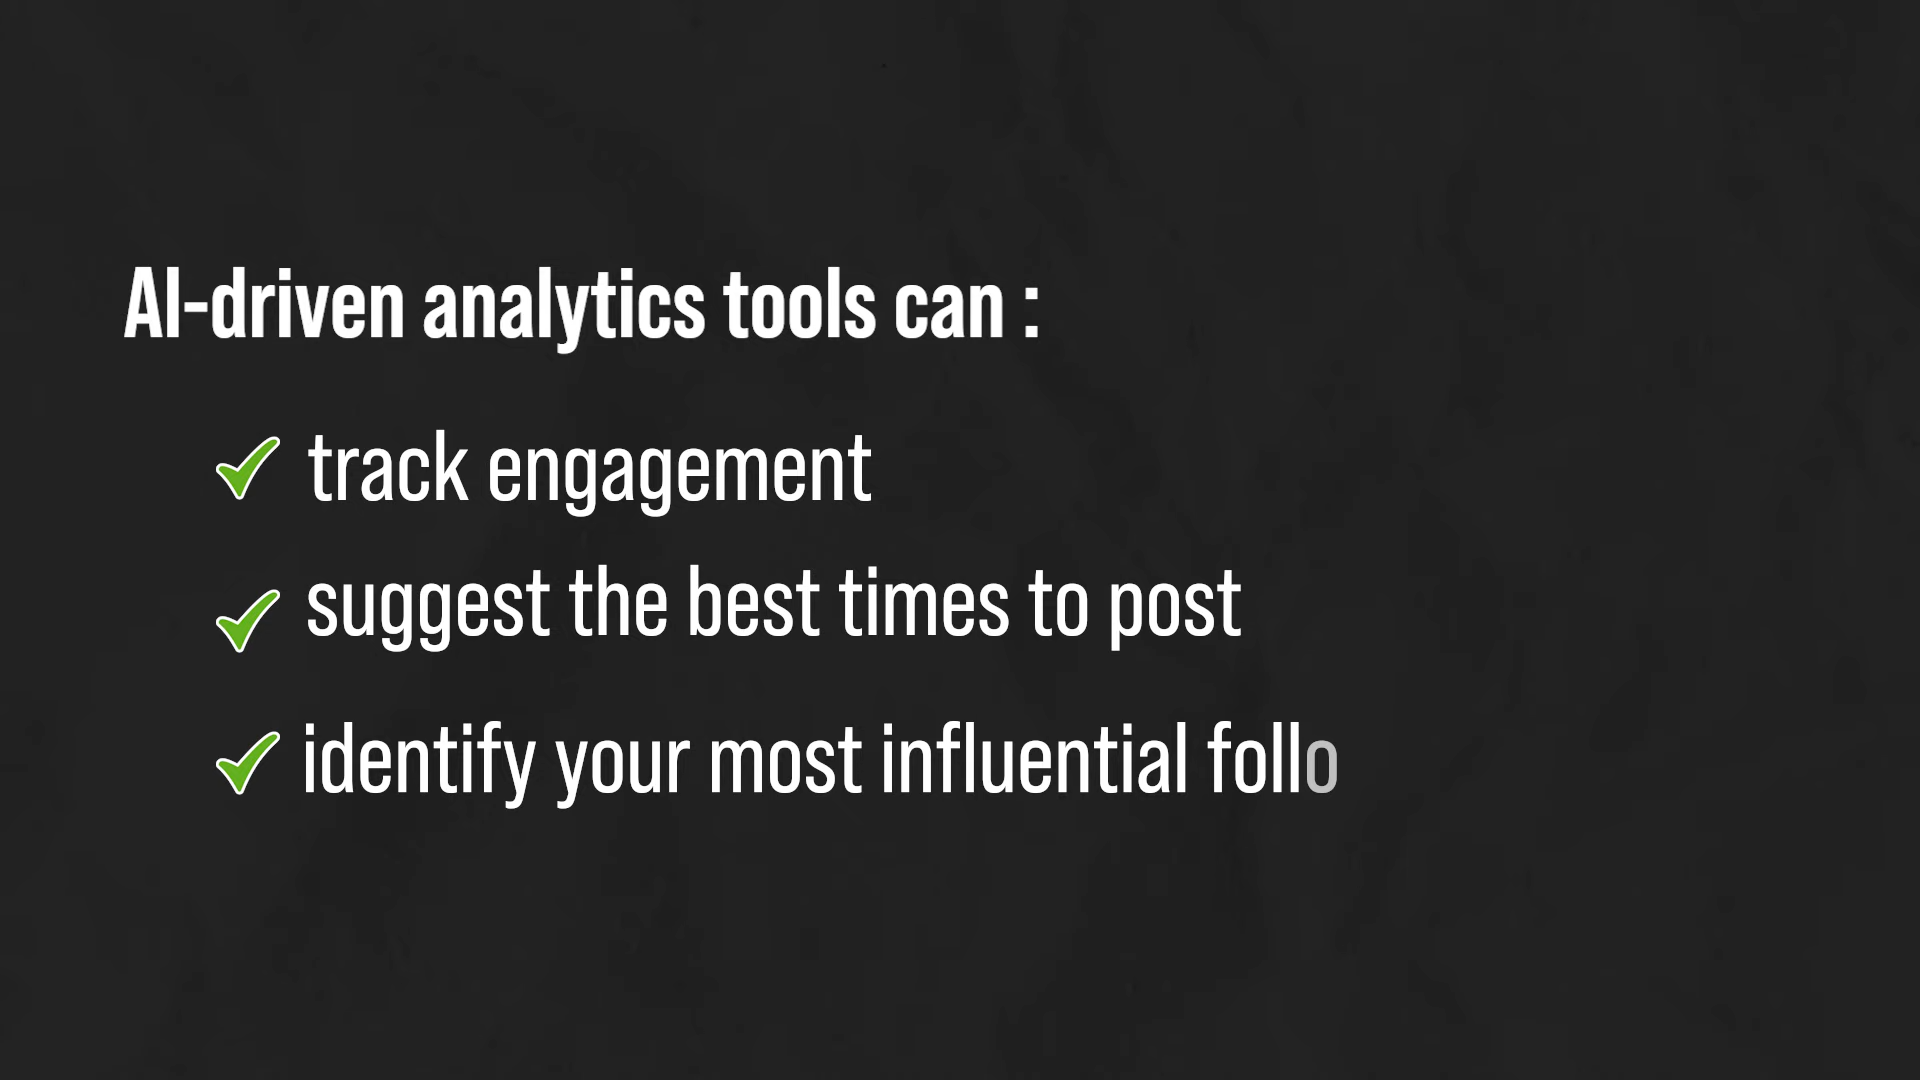 AI-driven analytics tools can :
track engagement
suggest the best times to post
identify your most influential follo